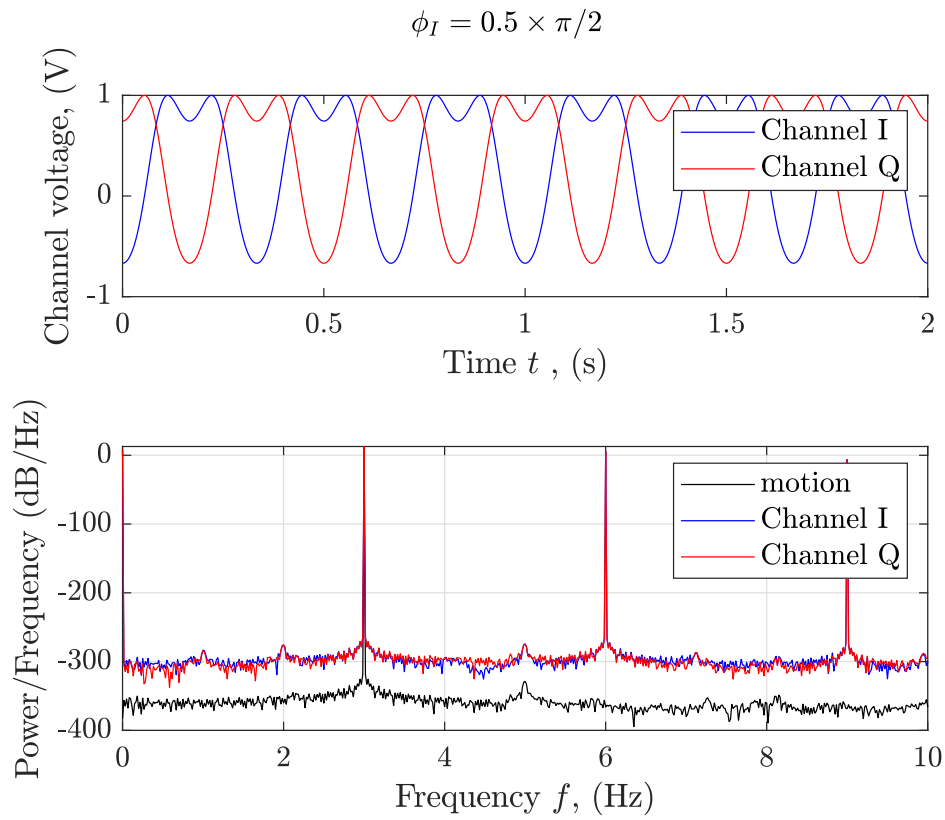 ϕ_I = 0.5 × π/2
Channel voltage, (V)
1
0
-1
Channel I
Channel Q
0 0.5 1 1.5 2
Time t , (s)
Power/Frequency (dB/Hz)
0
-100
-200
-300
-400
motion
Channel I
Channel Q
0 2 4 6 8 10
Frequency f, (Hz)